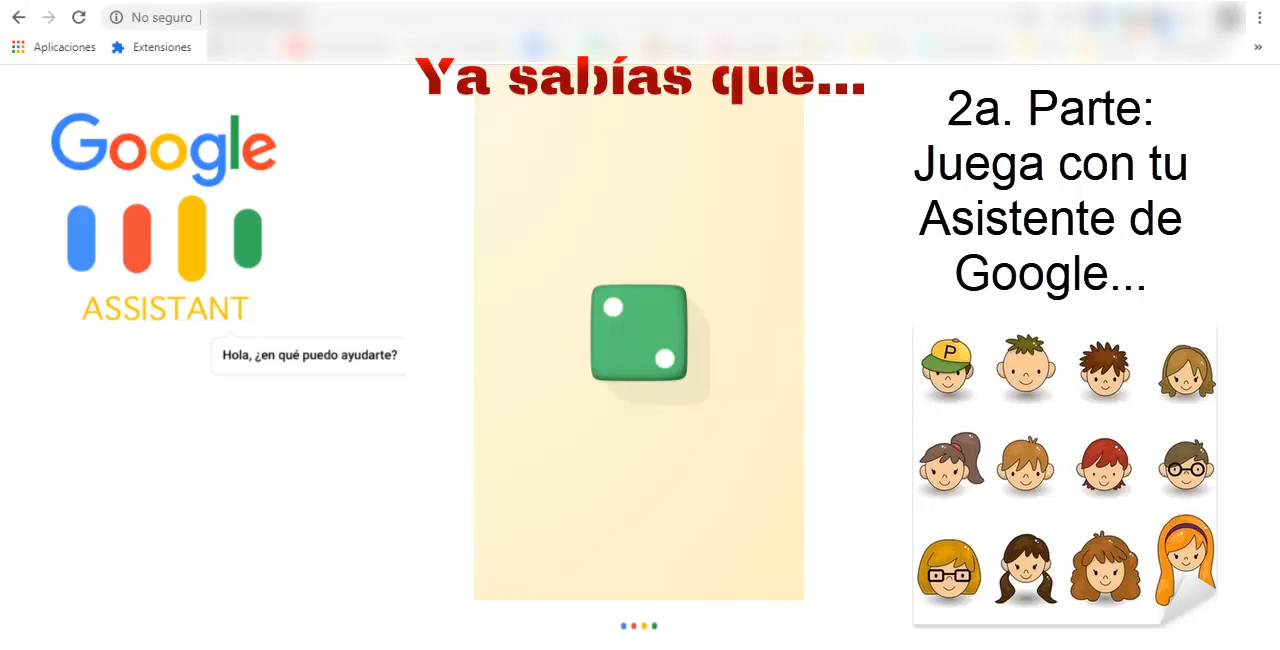 No seguro
Aplicaciones
Extensiones
Ya sabías que...
Google
ASSISTANT
Hola, ¿en qué puedo ayudarte?
2a. Parte:
Juega con tu
Asistente de
Google...
P